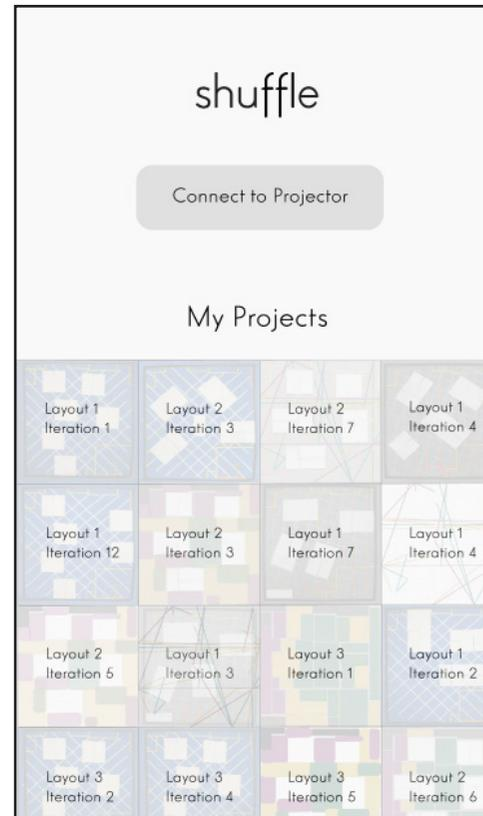 shuffle
Connect to Projector
My Projects
Layout 1
Iteration 1
Layout 2
Iteration 3
Layout 2
Iteration 7
Layout 1
Iteration 4
Layout 1
Iteration 12
Layout 2
Iteration 3
Layout 1
Iteration 7
Layout 1
Iteration 4
Layout 2
Iteration 5
Layout 1
Iteration 3
Layout 3
Iteration 1
Layout 1
Iteration 2
Layout 3
Iteration 2
Layout 3
Iteration 4
Layout 3
Iteration 5
Layout 2
Iteration 6